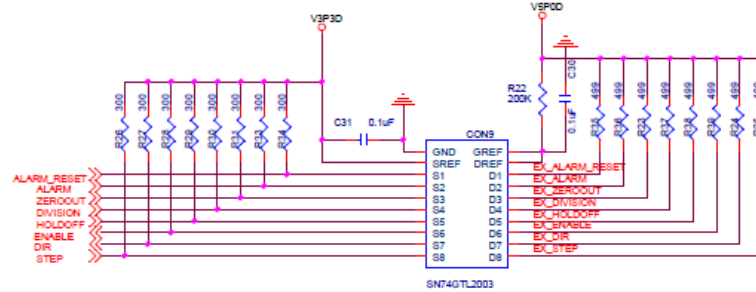 V5P0D
V3P3D
300 300 300 300 300 300 300 300
R26 R27 R28 R29 R30 R31 R33 R34
C31 0.1uF
R22
200K
C30
0.1uF
499 499 499 499 499 499 499
R35 R36 R23 R37 R38 R39 R24
CON9
GND GREF
SREF DREF
ALARM_RESET S1 D1 EX_ALARM_RESET
ALARM S2 D2 EX_ALARM
ZEROOUT S3 D3 EX_ZEROOUT
DIVISION S4 D4 EX_DIVISION
HOLDOFF S5 D5 EX_HOLDOFF
ENABLE S6 D6 EX_ENABLE
DIR S7 D7 EX_DIR
STEP S8 D8 EX_STEP
SN74GTL2003